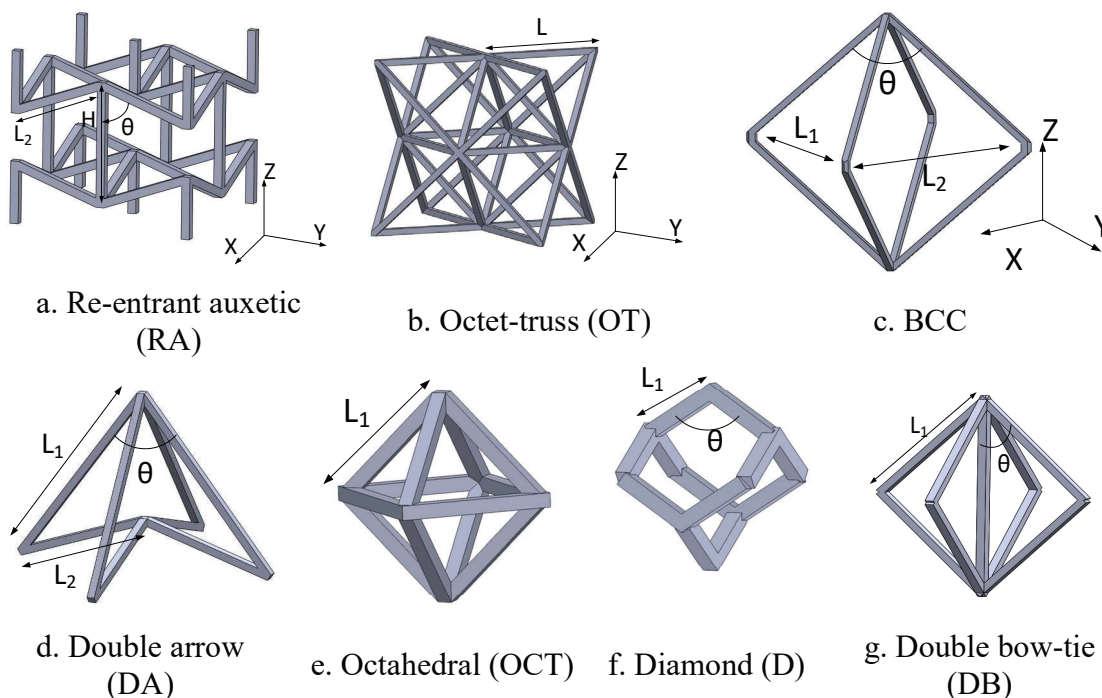 L₂
H
θ
Z
X
Y
a. Re-entrant auxetic
(RA)
L
Z
X
Y
b. Octet-truss (OT)
θ
L₁
L₂
Z
X
Y
c. BCC
L₁
θ
L₂
d. Double arrow
(DA)
L₁
e. Octahedral (OCT)
L₁
θ
f. Diamond (D)
L₁
θ
g. Double bow-tie
(DB)